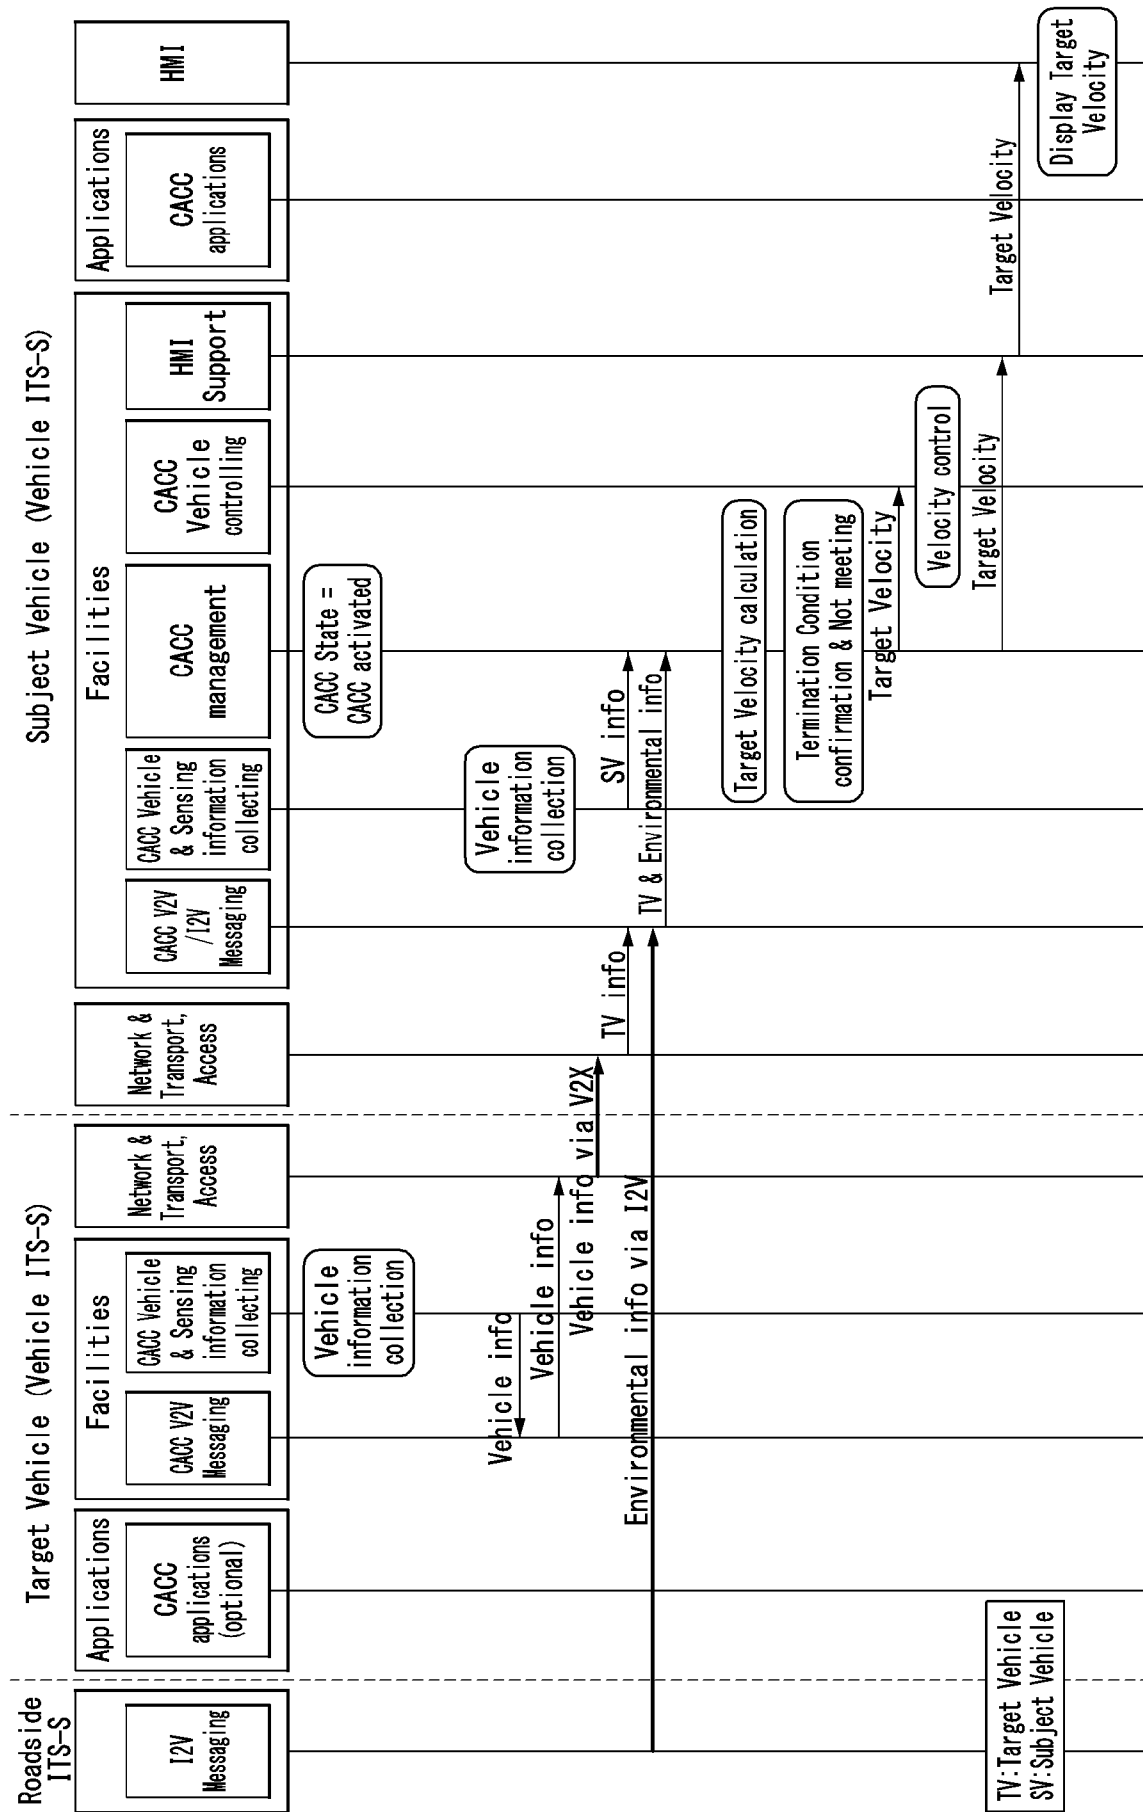 Roadside
ITS-S
I2V
Messaging
Target Vehicle (Vehicle ITS-S)
Applications
CACC
applications
(optional)
Facilities
CACC V2V
Messaging
CACC Vehicle
& Sensing
information
collecting
Network &
Transport,
Access
Subject Vehicle (Vehicle ITS-S)
Network &
Transport,
Access
Facilities
CACC V2V
/I2V
Messaging
CACC Vehicle
& Sensing
information
collecting
CACC
management
CACC
Vehicle
controlling
HMI
Support
Applications
CACC
applications
HMI
Vehicle
information
collection
CACC State =
CACC activated
Vehicle
information
collection
Vehicle info
Vehicle info
Vehicle info via V2X
TV info
SV info
Environmental info via I2V
TV & Environmental info
Target Velocity calculation
Termination Condition
confirmation & Not meeting
Target Velocity
Velocity control
Target Velocity
Target Velocity
Display Target
Velocity
TV:Target Vehicle
SV:Subject Vehicle